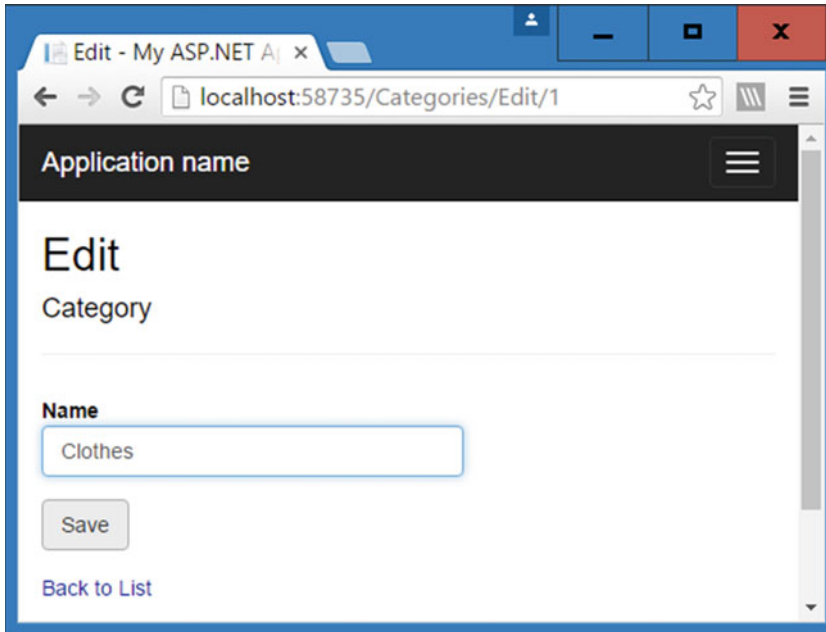 Edit - My ASP.NET A
localhost:58735/Categories/Edit/1
Application name
Edit
Category
Name
Clothes
Save
Back to List